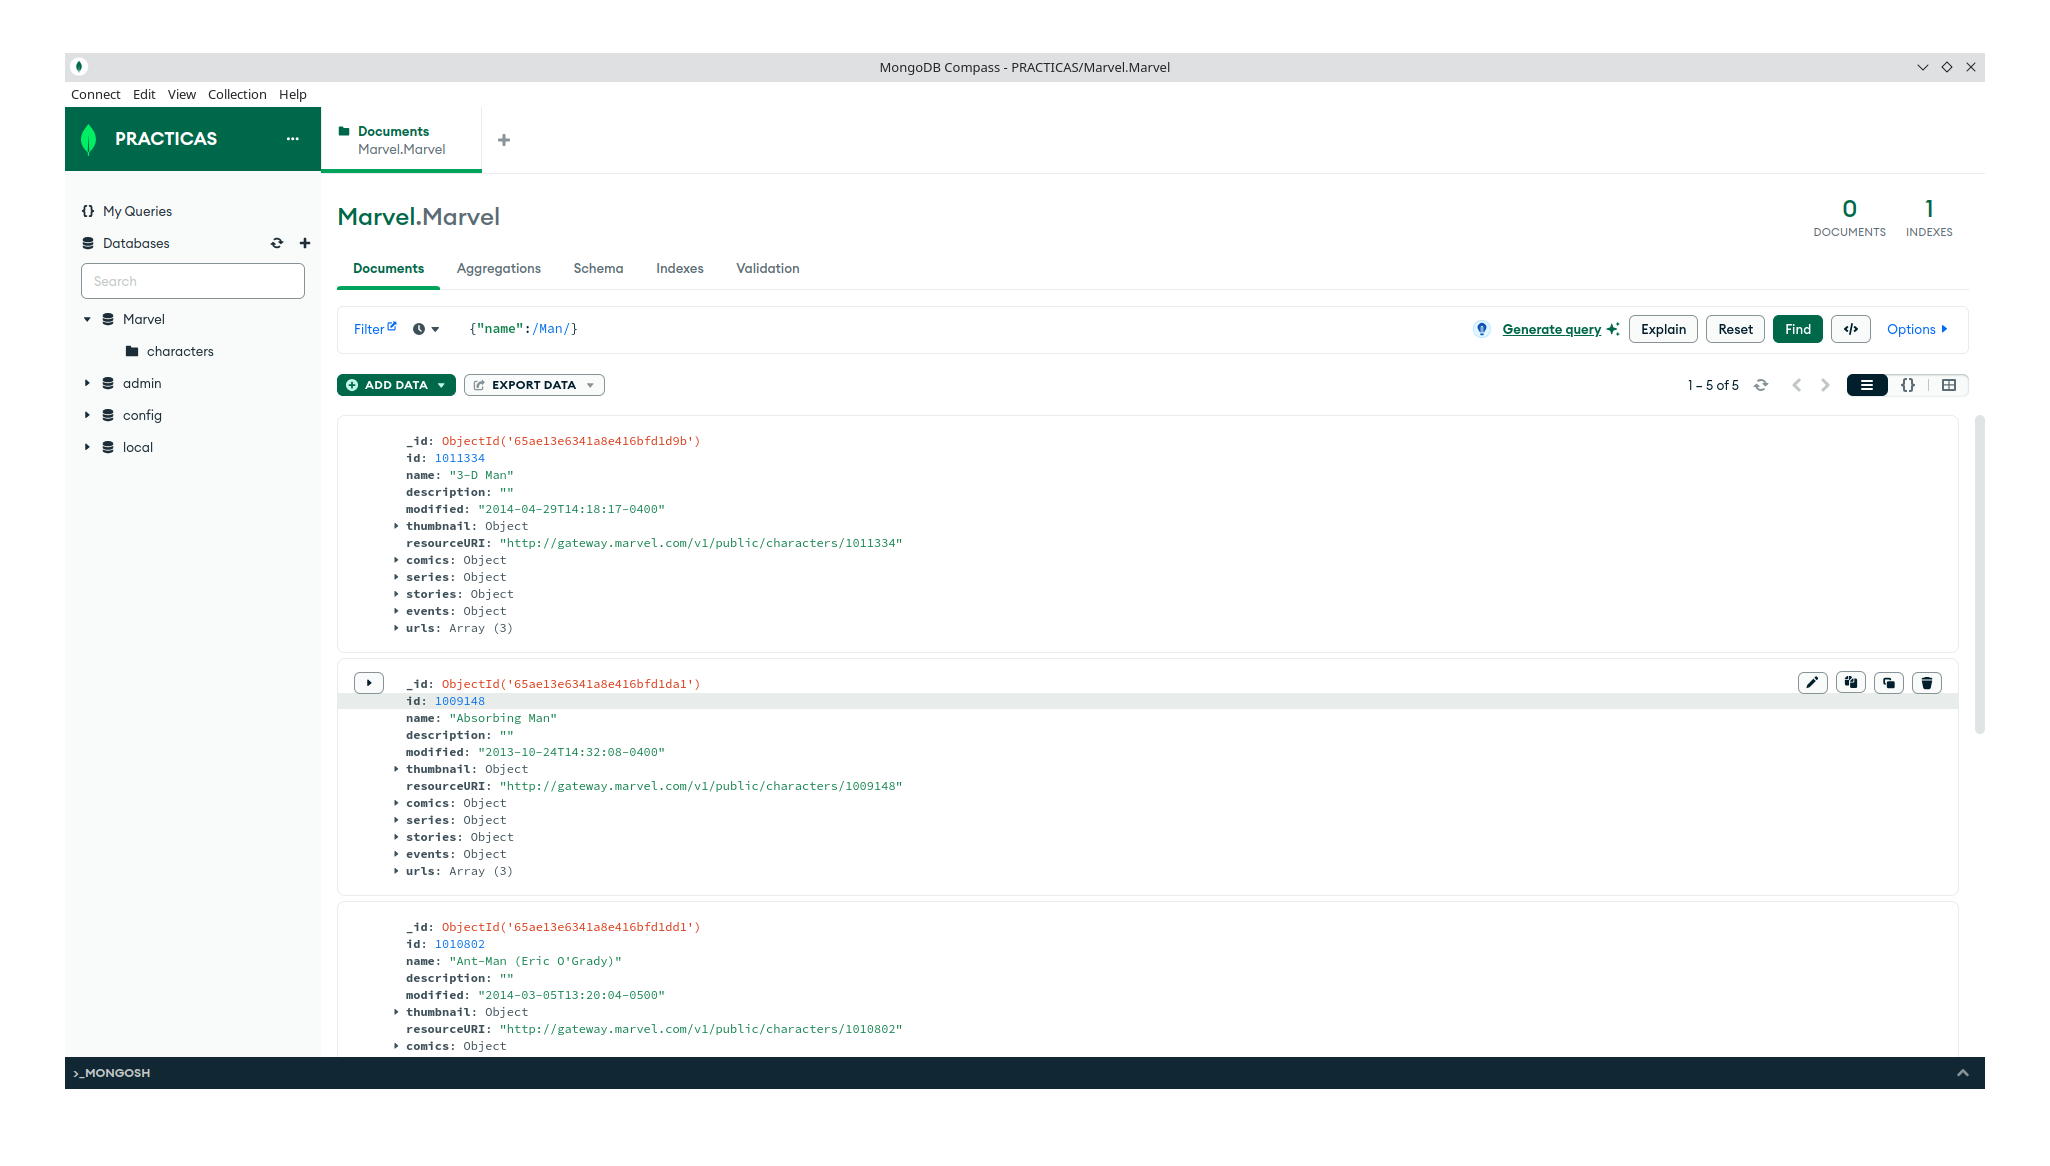 MongoDB Compass - PRACTICAS/Marvel.Marvel
Connect Edit View Collection Help
PRACTICAS ...
Documents
Marvel.Marvel
My Queries
Databases
Search
Marvel
characters
admin
config
local
Marvel.Marvel
0
DOCUMENTS
1
INDEXES
Documents Aggregations Schema Indexes Validation
Filter {"name":/Man/} Generate query Explain Reset Find </> Options
ADD DATA EXPORT DATA 1 – 5 of 5 {}
_id: ObjectId('65ae13e6341a8e416bfd1d9b')
id: 1011334
name: "3-D Man"
description: ""
modified: "2014-04-29T14:18:17-0400"
thumbnail: Object
resourceURI: "http://gateway.marvel.com/v1/public/characters/1011334"
comics: Object
series: Object
stories: Object
events: Object
urls: Array (3)
_id: ObjectId('65ae13e6341a8e416bfd1da1')
id: 1009148
name: "Absorbing Man"
description: ""
modified: "2013-10-24T14:32:08-0400"
thumbnail: Object
resourceURI: "http://gateway.marvel.com/v1/public/characters/1009148"
comics: Object
series: Object
stories: Object
events: Object
urls: Array (3)
_id: ObjectId('65ae13e6341a8e416bfd1dd1')
id: 1010802
name: "Ant-Man (Eric O'Grady)"
description: ""
modified: "2014-03-05T13:20:04-0500"
thumbnail: Object
resourceURI: "http://gateway.marvel.com/v1/public/characters/1010802"
comics: Object
>_MONGOSH